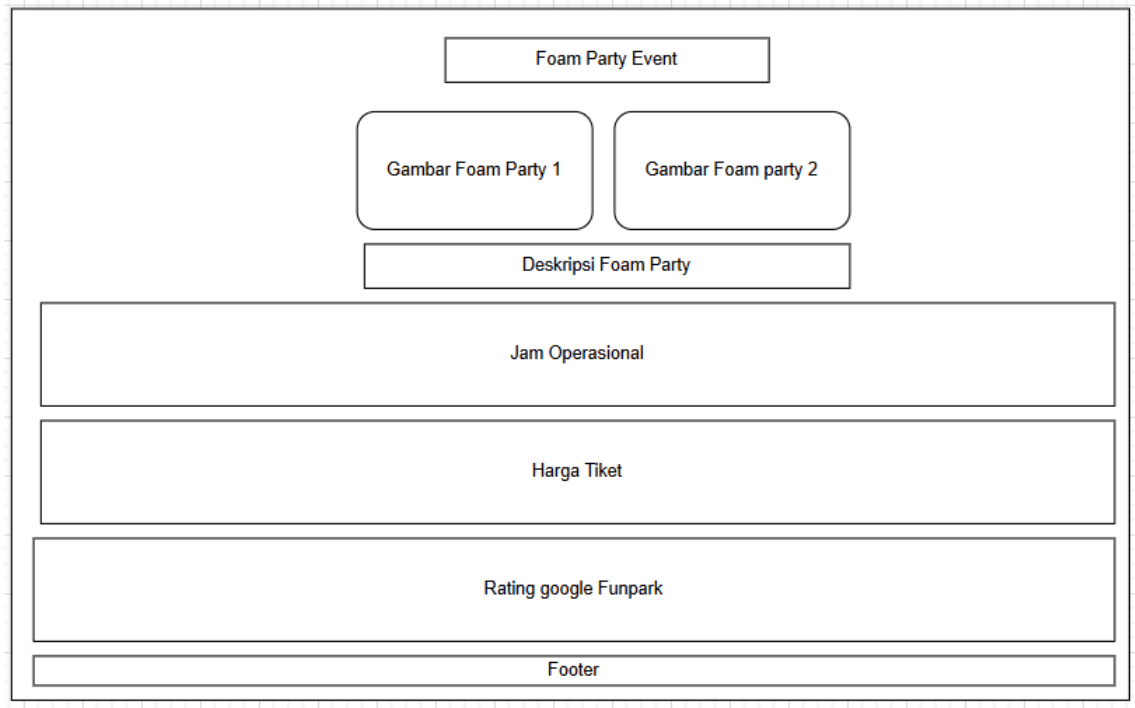 Foam Party Event
Gambar Foam Party 1
Gambar Foam party 2
Deskripsi Foam Party
Jam Operasional
Harga Tiket
Rating google Funpark
Footer